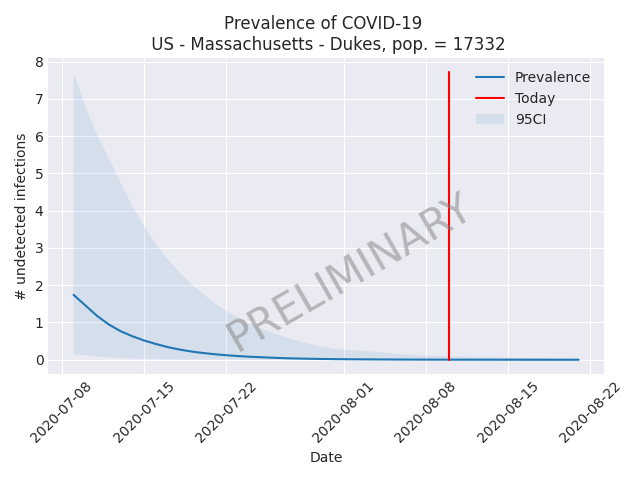 Prevalence of COVID-19
US - Massachusetts - Dukes, pop. = 17332
# undetected infections
8
7
6
5
4
3
2
1
0
Prevalence
Today
95CI
PRELIMINARY
2020-07-08
2020-07-15
2020-07-22
2020-08-01
2020-08-08
2020-08-15
2020-08-22
Date